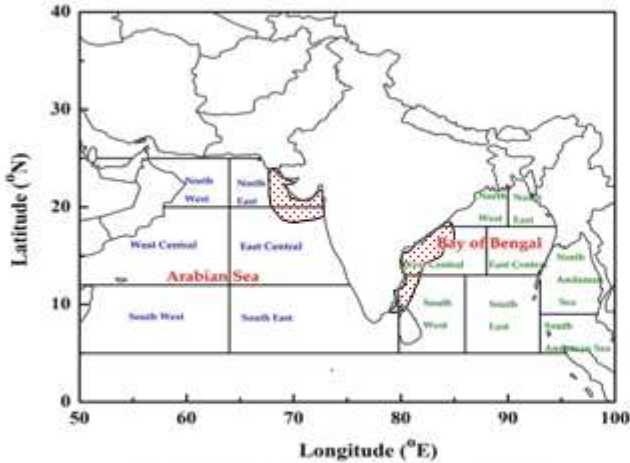 40
30
20
10
0
50 60 70 80 90 100
Latitude (°N)
Longitude (°E)
North
West
North
East
West Central
East Central
Arabian Sea
South West
South East
North
West
North
East
Bay of Bengal
West Central
East Central
South
West
South
East
North
Andaman
Sea
South
Andaman Sea